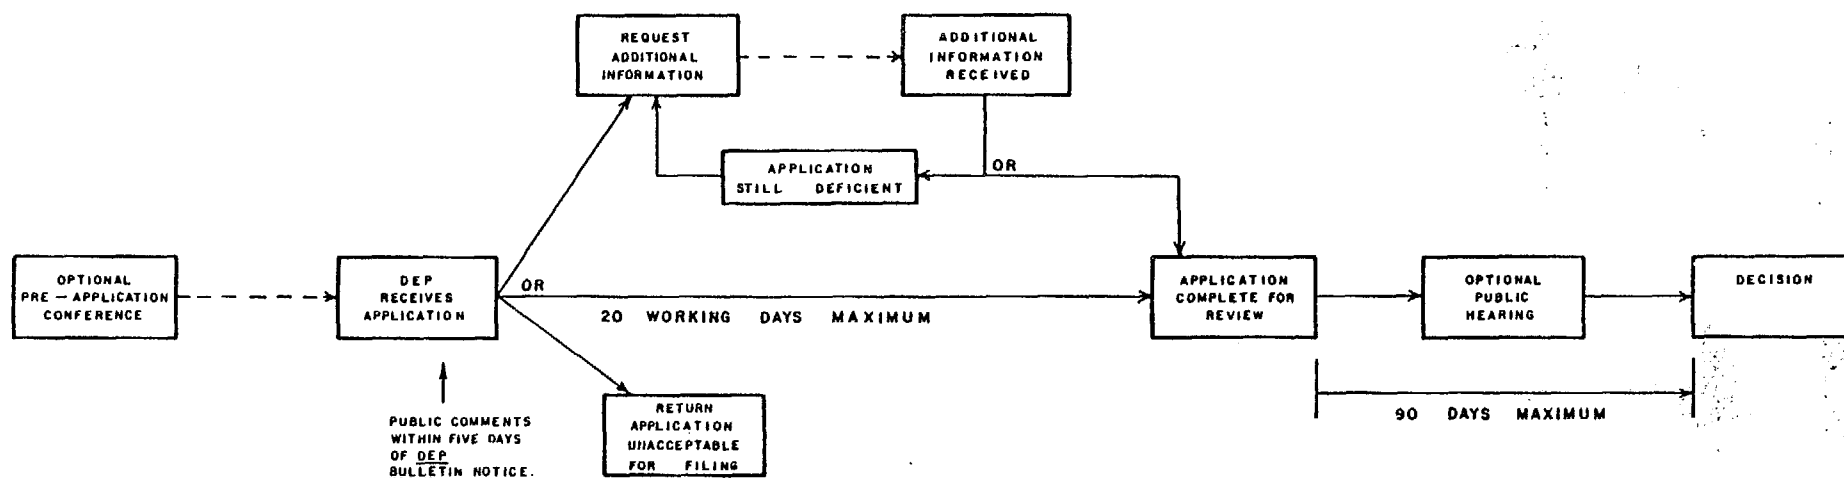 REQUEST
ADDITIONAL
INFORMATION
ADDITIONAL
INFORMATION
RECEIVED
APPLICATION
STILL DEFICIENT
OR
OPTIONAL
PRE-APPLICATION
CONFERENCE
DEP
RECEIVES
APPLICATION
OR
20 WORKING DAYS MAXIMUM
APPLICATION
COMPLETE FOR
REVIEW
OPTIONAL
PUBLIC
HEARING
DECISION
90 DAYS MAXIMUM
PUBLIC COMMENTS
WITHIN FIVE DAYS
OF DEP
BULLETIN NOTICE.
RETURN
APPLICATION
UNACCEPTABLE
FOR FILING